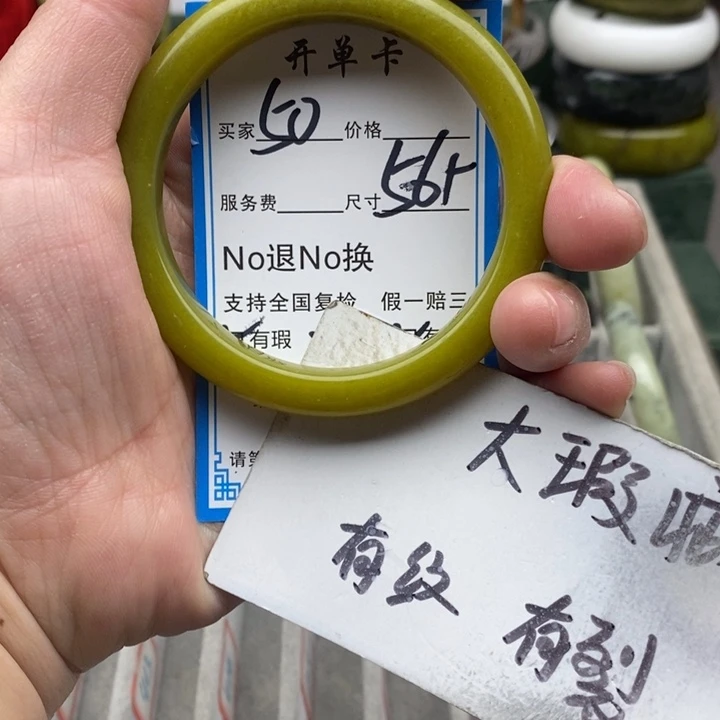 开单卡
买家 50 价格
服务费 尺寸 565
No退No换
支持全国复检 假一赔三
有瑕
请
大瑕疵
有纹
有裂